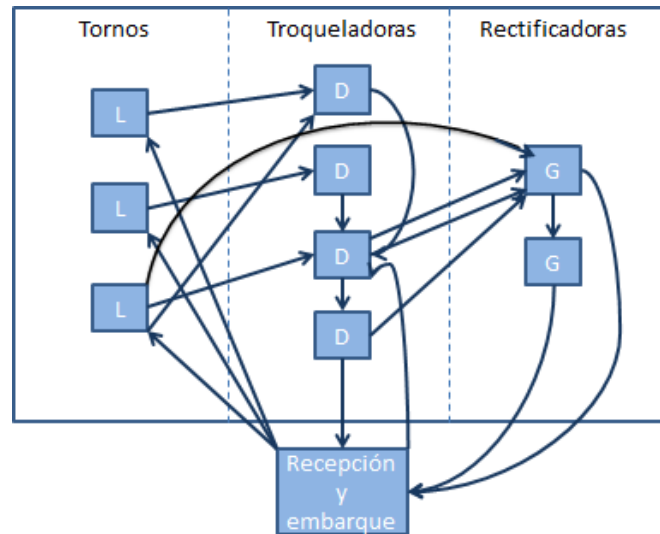 Tornos
Troqueladoras
Rectificadoras
L
D
D
G
L
D
G
L
D
Recepción
y
embarque